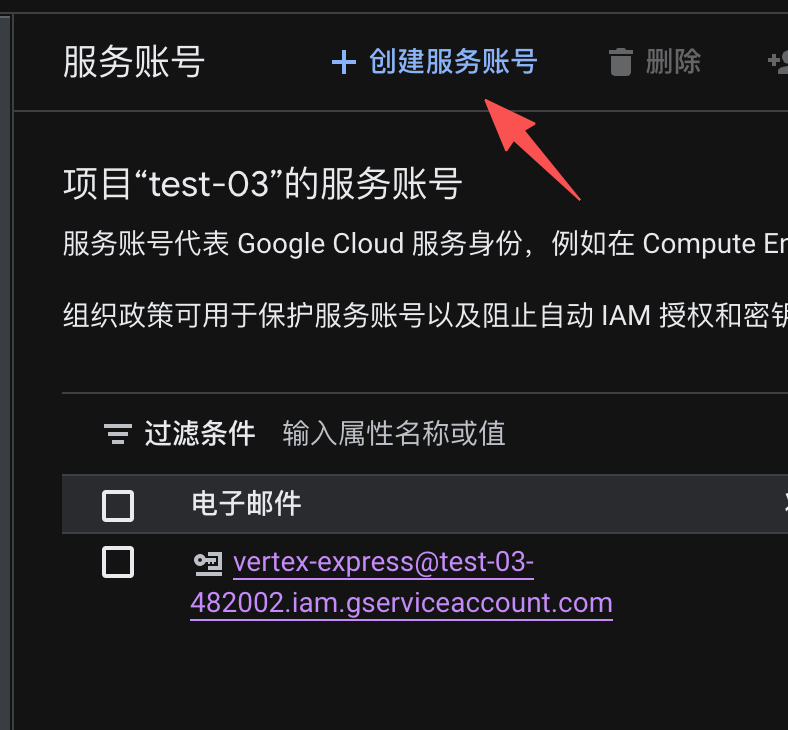 服务账号
创建服务账号
删除
项目“test-03”的服务账号
服务账号代表 Google Cloud 服务身份，例如在 Compute
组织政策可用于保护服务账号以及阻止自动 IAM 授权和密钥
过滤条件 输入属性名称或值
电子邮件
vertex-express@test-03-
482002.iam.gserviceaccount.com